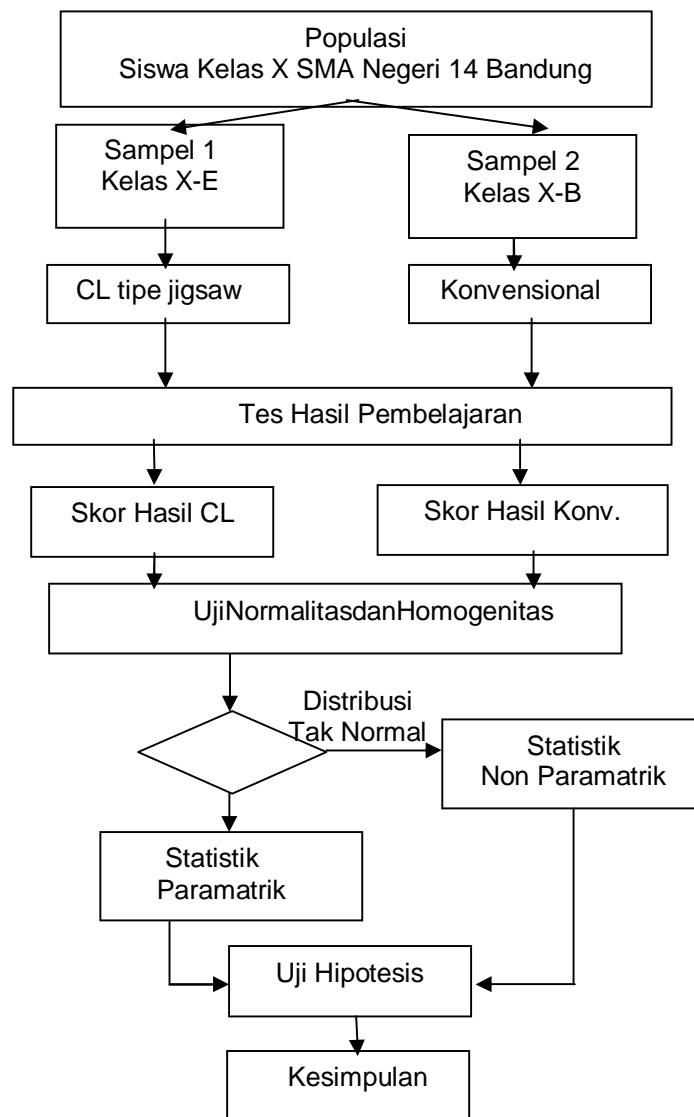 Populasi
Siswa Kelas X SMA Negeri 14 Bandung
Sampel 1
Kelas X-E
Sampel 2
Kelas X-B
CL tipe jigsaw
Konvensional
Tes Hasil Pembelajaran
Skor Hasil CL
Skor Hasil Konv.
UjiNormalitasdanHomogenitas
Distribusi
Tak Normal
Statistik
Non Paramatrik
Statistik
Paramatrik
Uji Hipotesis
Kesimpulan